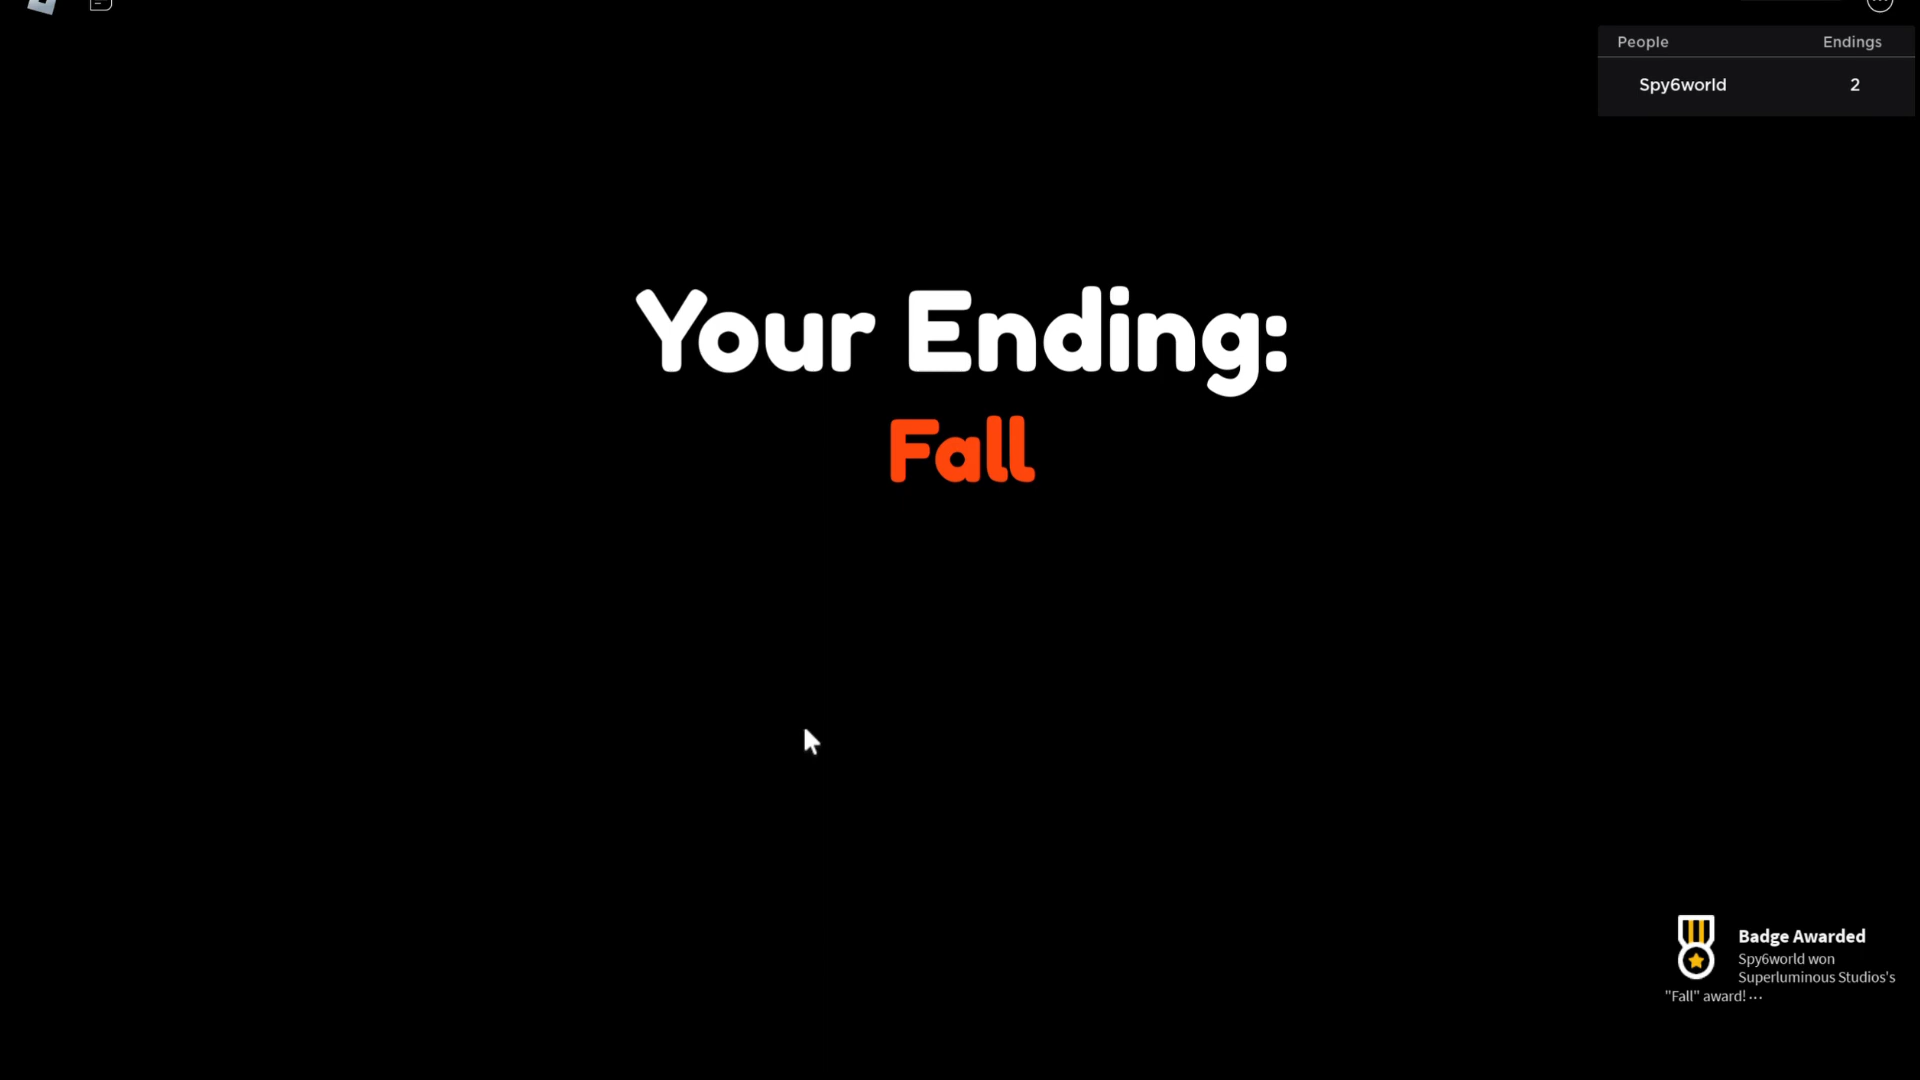 People Endings
Spy6world 2
Your Ending:
Fall
Badge Awarded
Spy6world won
Superluminous Studios's
"Fall" award! ...